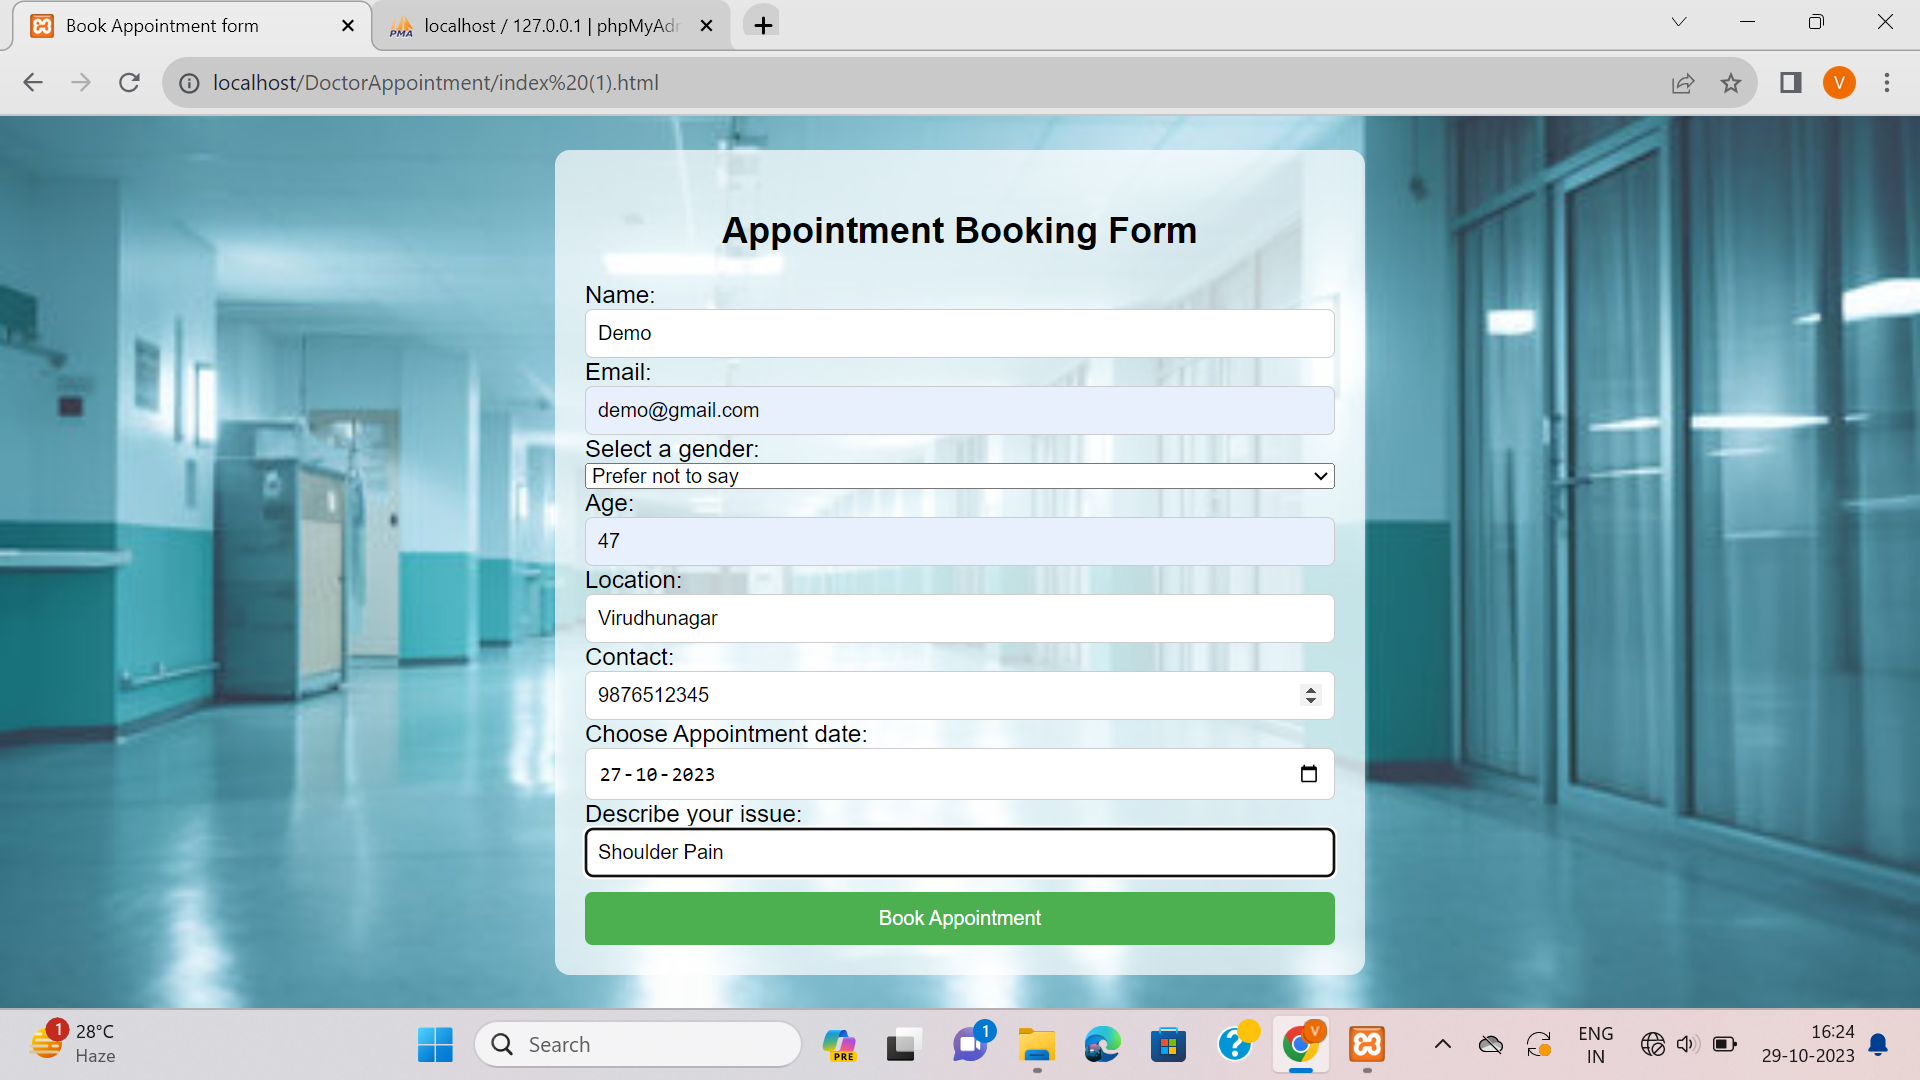 Book Appointment form
localhost / 127.0.0.1 | phpMyAdr
localhost/DoctorAppointment/index%20(1).html
V
Appointment Booking Form
Name:
Demo
Email:
demo@gmail.com
Select a gender:
Prefer not to say
Age:
47
Location:
Virudhunagar
Contact:
9876512345
Choose Appointment date:
27-10-2023
Describe your issue:
Shoulder Pain
Book Appointment
1
28°C
Haze
Search
PRE
1
V
ENG
IN
16:24
29-10-2023